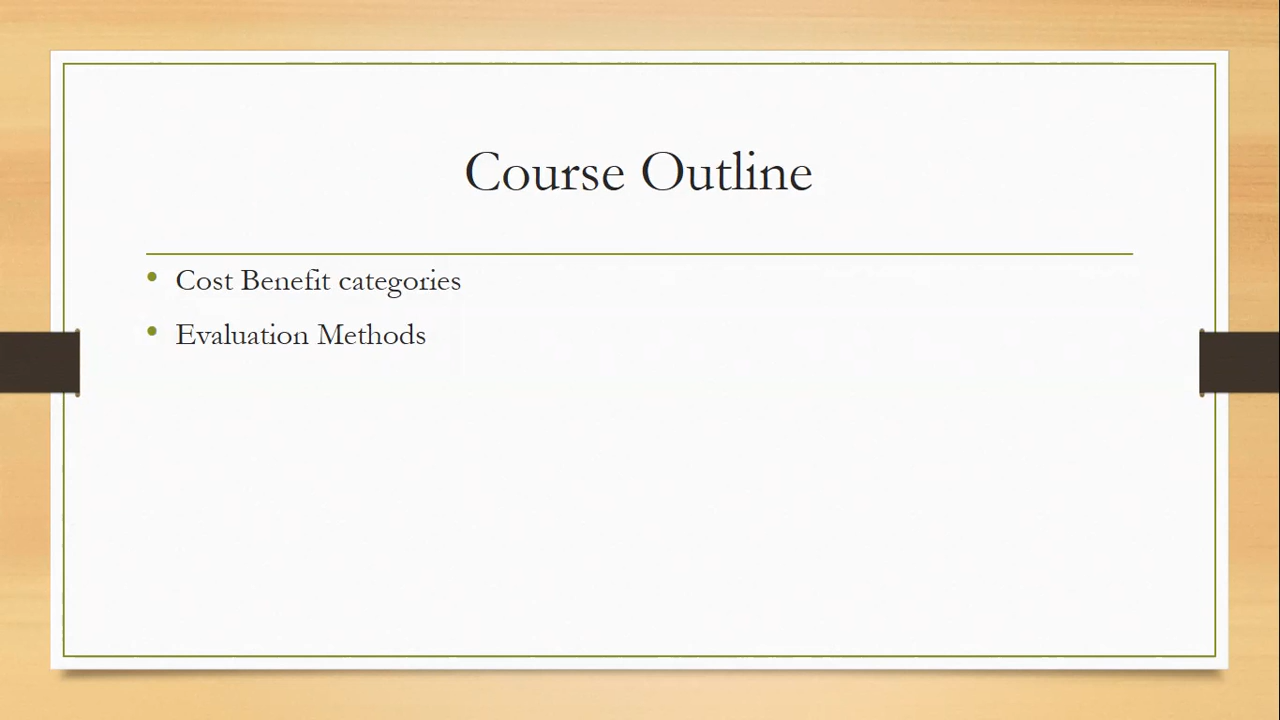 Course Outline
• Cost Benefit categories
• Evaluation Methods